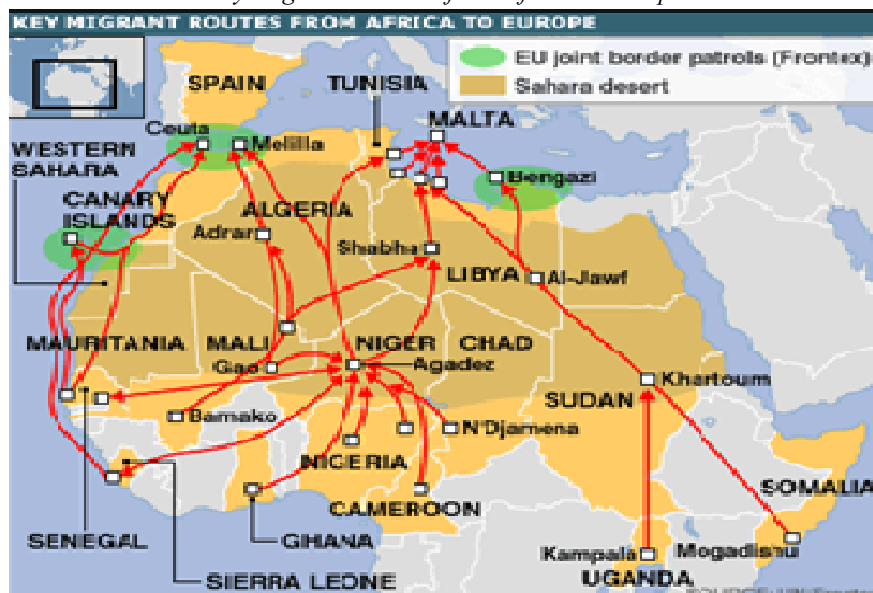 KEY MIGRANT ROUTES FROM AFRICA TO EUROPE
EU joint border patrols (Frontex)
Sahara desert
SPAIN
TUNISIA
MALTA
Ceuta
Melilla
WESTERN
SAHARA
Bengazi
CANARY
ISLANDS
ALGERIA
Adrar
Shabha
LIBYA
Al-Jawf
MAURITANIA
MALI
NIGER
CHAD
Gao
Agadez
Khartoum
SUDAN
Bamako
N'Djamena
NIGERIA
SOMALIA
CAMEROON
SENEGAL
GHANA
Kampala
Mogadishu
SIERRA LEONE
UGANDA